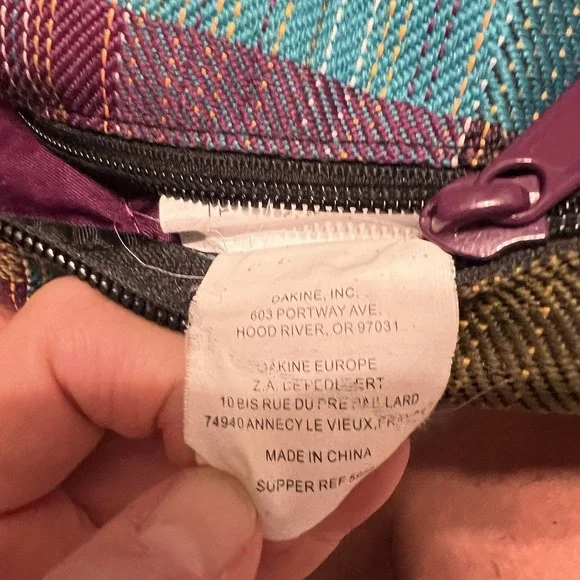 DAKINE, INC.
603 PORTWAY AVE.
HOOD RIVER, OR 97031
DAKINE EUROPE
Z.A.
10 BIS RUE DU PRE PAILLARD
74940 ANNECY LE VIEUX, FRANCE
MADE IN CHINA
SUPPER REF